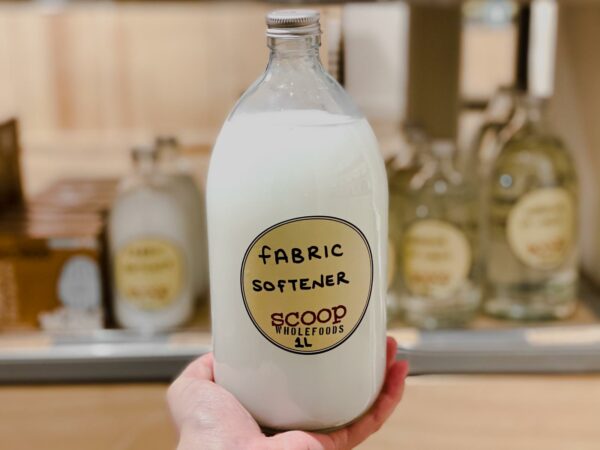 fABRIC
SOFTENER
scoop
WHOLEFOODS
1L